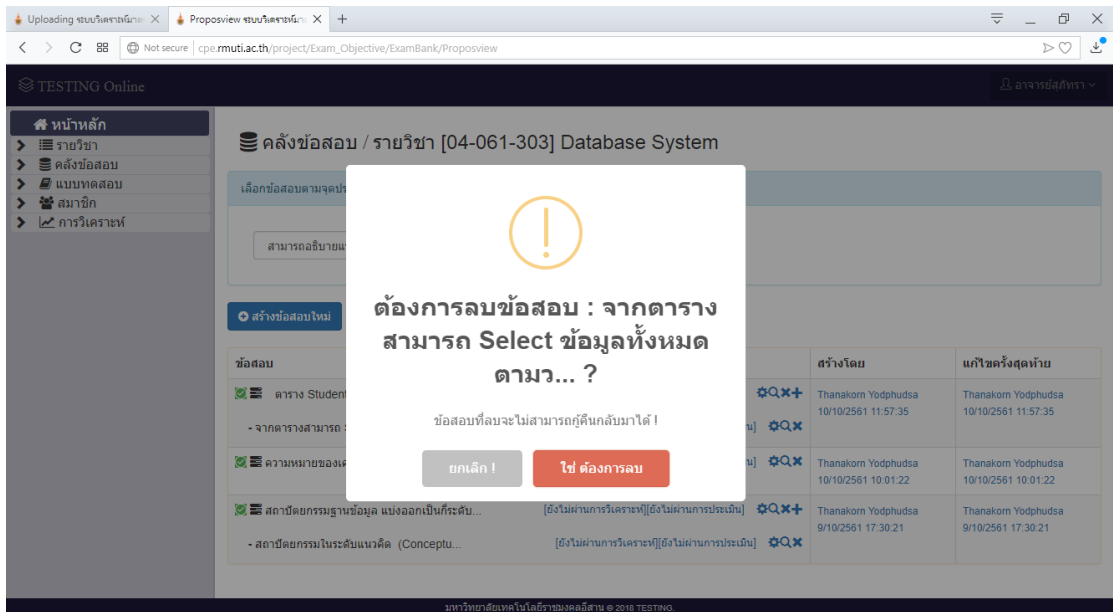 Uploading ระบบวิเคราะห์มา
Proposview ระบบวิเคราะห์มา
Not secure cpe.rmuti.ac.th/project/Exam_Objective/ExamBank/Proposview
TESTING Online
อาจารย์สุภัทรา
หน้าหลัก
รายวิชา
คลังข้อสอบ
แบบทดสอบ
สมาชิก
การวิเคราะห์
คลังข้อสอบ / รายวิชา [04-061-303] Database System
เลือกข้อสอบตามจุดปร
สามารถอธิบายแ
ต้องการลบข้อสอบ : จากตาราง
สามารถ Select ข้อมูลทั้งหมด
ตามว... ?
ข้อสอบที่ลบจะไม่สามารถกู้คืนกลับมาได้ !
ยกเลิก !
ใช่ ต้องการลบ
สร้างข้อสอบใหม่
ข้อสอบ
สร้างโดย
แก้ไขครั้งสุดท้าย
ตาราง Student
Thanakorn Yodphudsa
10/10/2561 11:57:35
Thanakorn Yodphudsa
10/10/2561 11:57:35
- จากตารางสามารถ
ความหมายของเ
Thanakorn Yodphudsa
10/10/2561 10:01:22
Thanakorn Yodphudsa
10/10/2561 10:01:22
สถาปัตยกรรมฐานข้อมูล แบ่งออกเป็นกี่ระดับ...
[ยังไม่ผ่านการวิเคราะห์][ยังไม่ผ่านการประเมิน]
Thanakorn Yodphudsa
9/10/2561 17:30:21
Thanakorn Yodphudsa
9/10/2561 17:30:21
- สถาปัตยกรรมในระดับแนวคิด (Conceptu...
[ยังไม่ผ่านการวิเคราะห์][ยังไม่ผ่านการประเมิน]
มหาวิทยาลัยเทคโนโลยีราชมงคลอีสาน © 2018 TESTING.